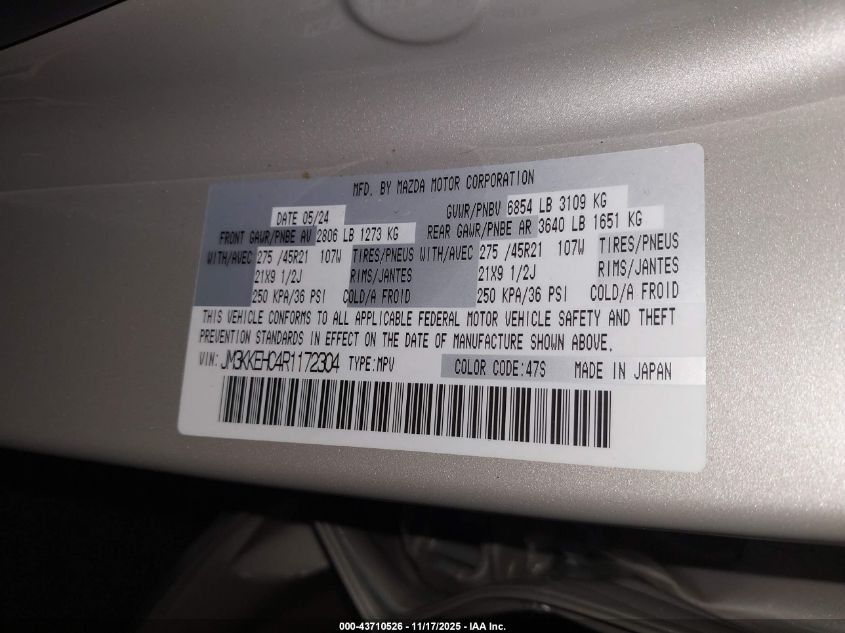 MFD. BY MAZDA MOTOR CORPORATION
DATE 05/24 GVWR/PNBV 6854 LB 3109 KG
FRONT GAWR/PNBE AV 2806 LB 1273 KG REAR GAWR/PNBE AR 3640 LB 1651 KG
WITH/AVEC 275 /45R21 107W TIRES/PNEUS WITH/AVEC 275 /45R21 107W TIRES/PNEUS
21X9 1/2J RIMS/JANTES 21X9 1/2J RIMS/JANTES
250 KPA/36 PSI COLD/A FROID 250 KPA/36 PSI COLD/A FROID
THIS VEHICLE CONFORMS TO ALL APPLICABLE FEDERAL MOTOR VEHICLE SAFETY AND THEFT
PREVENTION STANDARDS IN EFFECT ON THE DATE OF MANUFACTURE SHOWN ABOVE.
VIN: JM3KKEHC4R1172304 TYPE:MPV COLOR CODE:47S MADE IN JAPAN
000-43710526 - 11/17/2025 - IAA Inc.